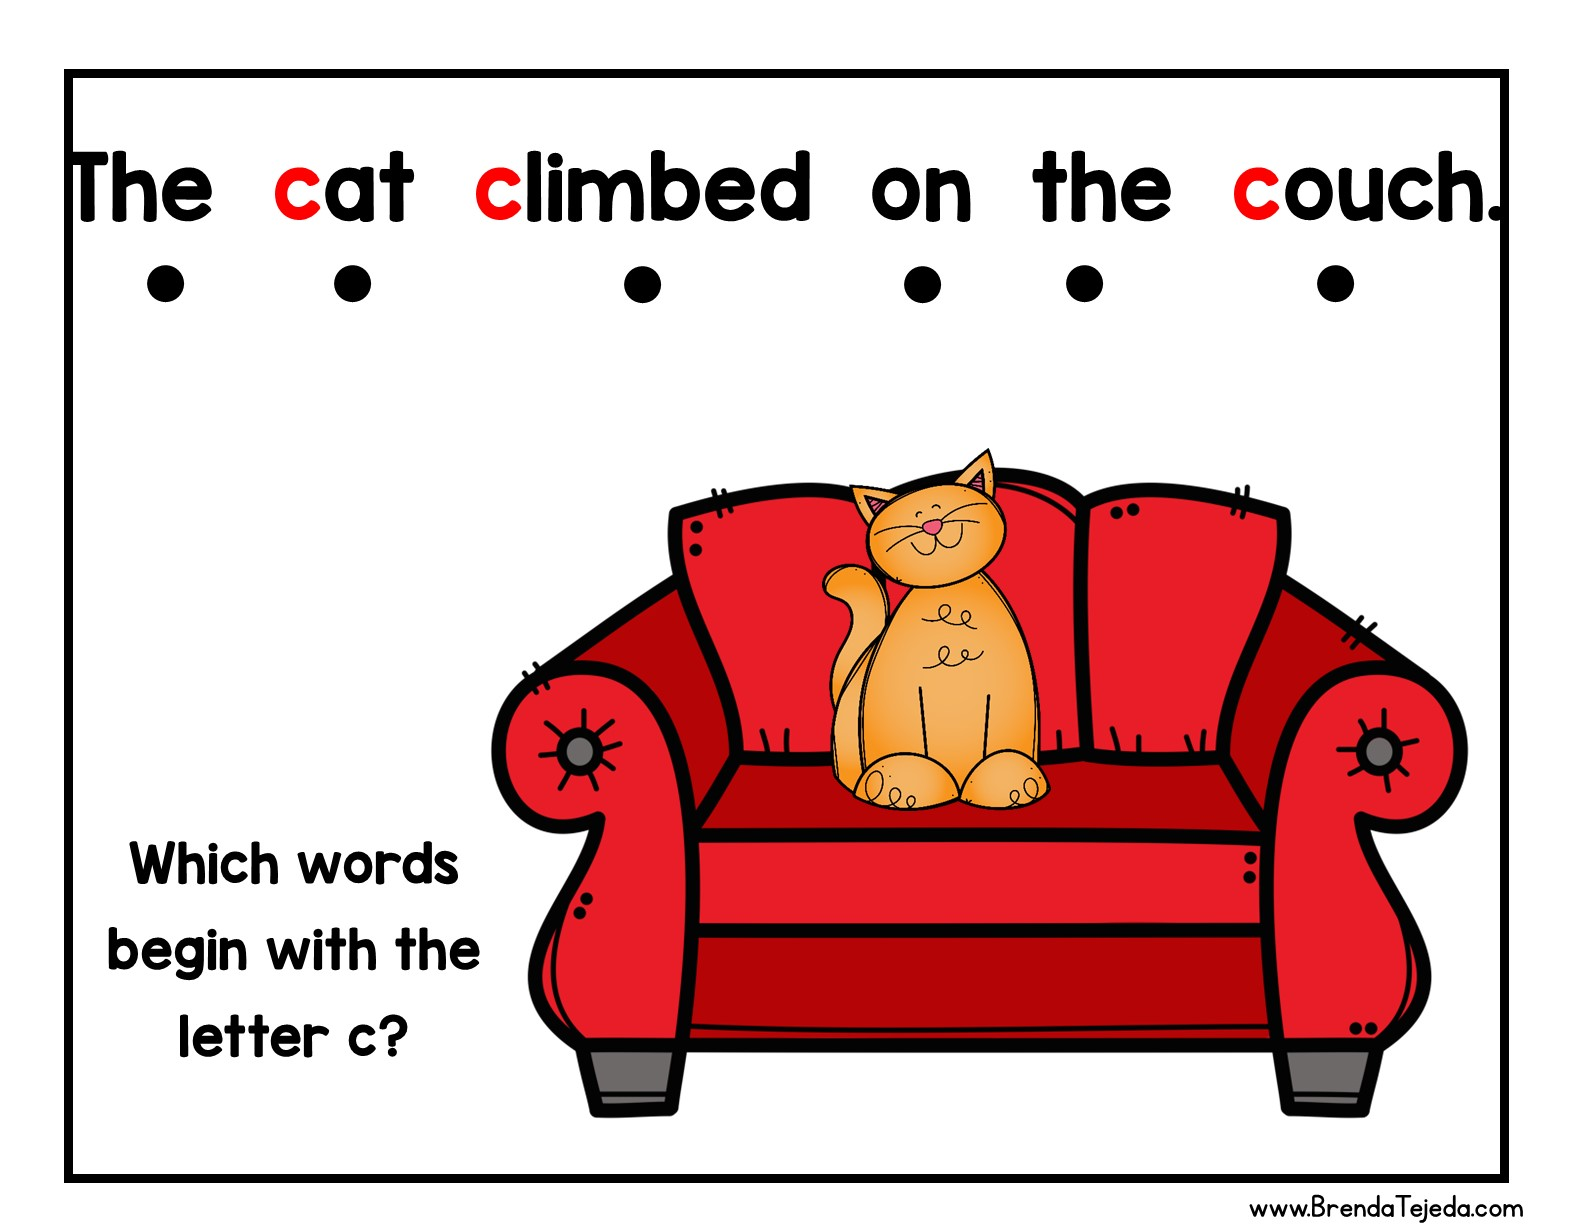 The cat climbed on the couch.
Which words
begin with the
letter c?
www.BrendaTejeda.com